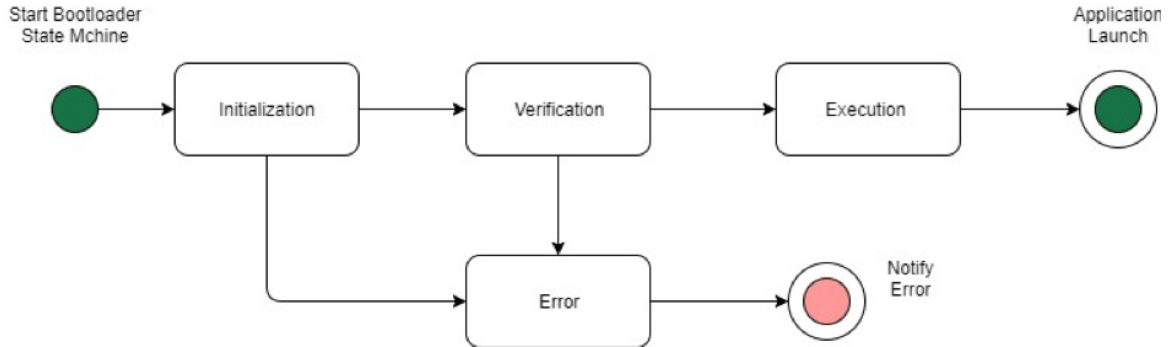 Start Bootloader
State Mchine
Application
Launch
Initialization
Verification
Execution
Error
Notify
Error